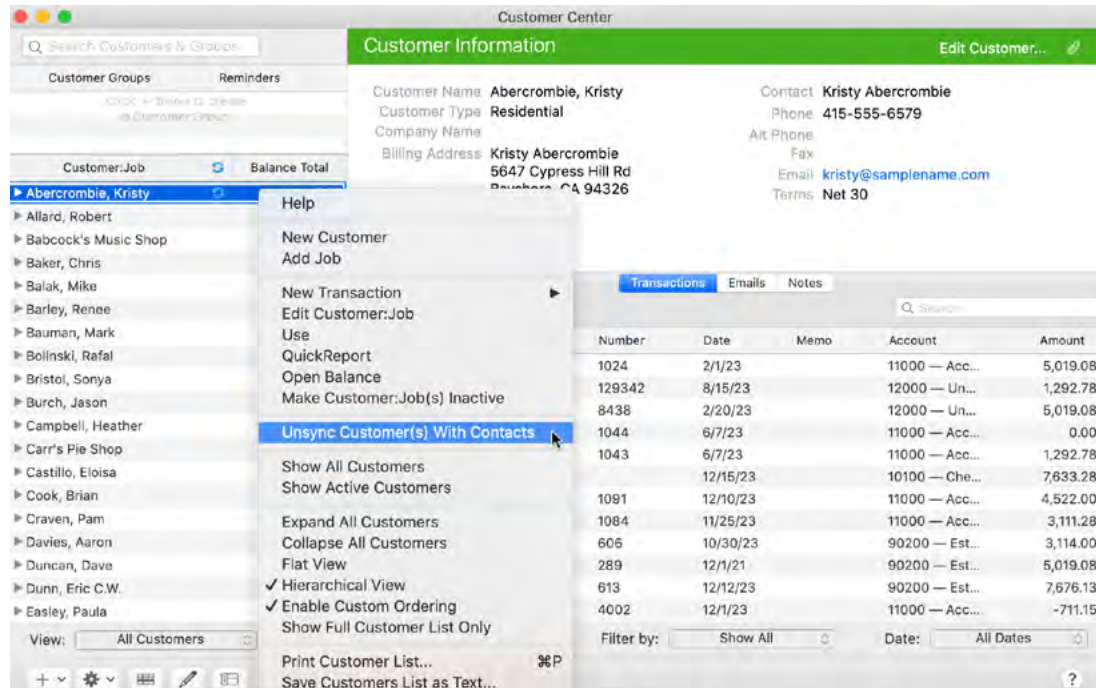 Customer Center
Search Customers & Groups
Customer Groups Reminders
Customer:Job Balance Total
Abercrombie, Kristy
Allard, Robert
Babcock's Music Shop
Baker, Chris
Balak, Mike
Barley, Renee
Bauman, Mark
Bolinski, Rafal
Bristol, Sonya
Burch, Jason
Campbell, Heather
Carr's Pie Shop
Castillo, Eloisa
Cook, Brian
Craven, Pam
Davies, Aaron
Duncan, Dave
Dunn, Eric C.W.
Easley, Paula
View: All Customers
Help
New Customer
Add Job
New Transaction
Edit Customer:Job
Use
QuickReport
Open Balance
Make Customer:Job(s) Inactive
Unsync Customer(s) With Contacts
Show All Customers
Show Active Customers
Expand All Customers
Collapse All Customers
Flat View
✓ Hierarchical View
✓ Enable Custom Ordering
Show Full Customer List Only
Print Customer List... ⌘P
Save Customers List as Text...
Customer Information Edit Customer...
Customer Name Abercrombie, Kristy
Customer Type Residential
Company Name
Billing Address Kristy Abercrombie
5647 Cypress Hill Rd
Bayshore, CA 94326
Contact Kristy Abercrombie
Phone 415-555-6579
Alt Phone
Fax
Email kristy@samplename.com
Terms Net 30
Transactions Emails Notes
Search
Number Date Memo Account Amount
1024 2/1/23 11000 — Acc... 5,019.08
129342 8/15/23 12000 — Un... 1,292.78
8438 2/20/23 12000 — Un... 5,019.08
1044 6/7/23 11000 — Acc... 0.00
1043 6/7/23 11000 — Acc... 1,292.78
12/15/23 10100 — Che... 7,633.28
1091 12/10/23 11000 — Acc... 4,522.00
1084 11/25/23 11000 — Acc... 3,111.28
606 10/30/23 90200 — Est... 3,114.00
289 12/1/21 90200 — Est... 5,019.08
613 12/12/23 90200 — Est... 7,676.13
4002 12/1/23 11000 — Acc... -711.15
Filter by: Show All Date: All Dates
?